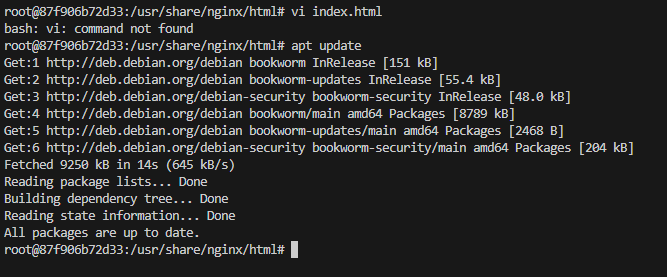 root@87f906b72d33:/usr/share/nginx/html# vi index.html
bash: vi: command not found
root@87f906b72d33:/usr/share/nginx/html# apt update
Get:1 http://deb.debian.org/debian bookworm InRelease [151 kB]
Get:2 http://deb.debian.org/debian bookworm-updates InRelease [55.4 kB]
Get:3 http://deb.debian.org/debian-security bookworm-security InRelease [48.0 kB]
Get:4 http://deb.debian.org/debian bookworm/main amd64 Packages [8789 kB]
Get:5 http://deb.debian.org/debian bookworm-updates/main amd64 Packages [2468 B]
Get:6 http://deb.debian.org/debian-security bookworm-security/main amd64 Packages [204 kB]
Fetched 9250 kB in 14s (645 kB/s)
Reading package lists... Done
Building dependency tree... Done
Reading state information... Done
All packages are up to date.
root@87f906b72d33:/usr/share/nginx/html#